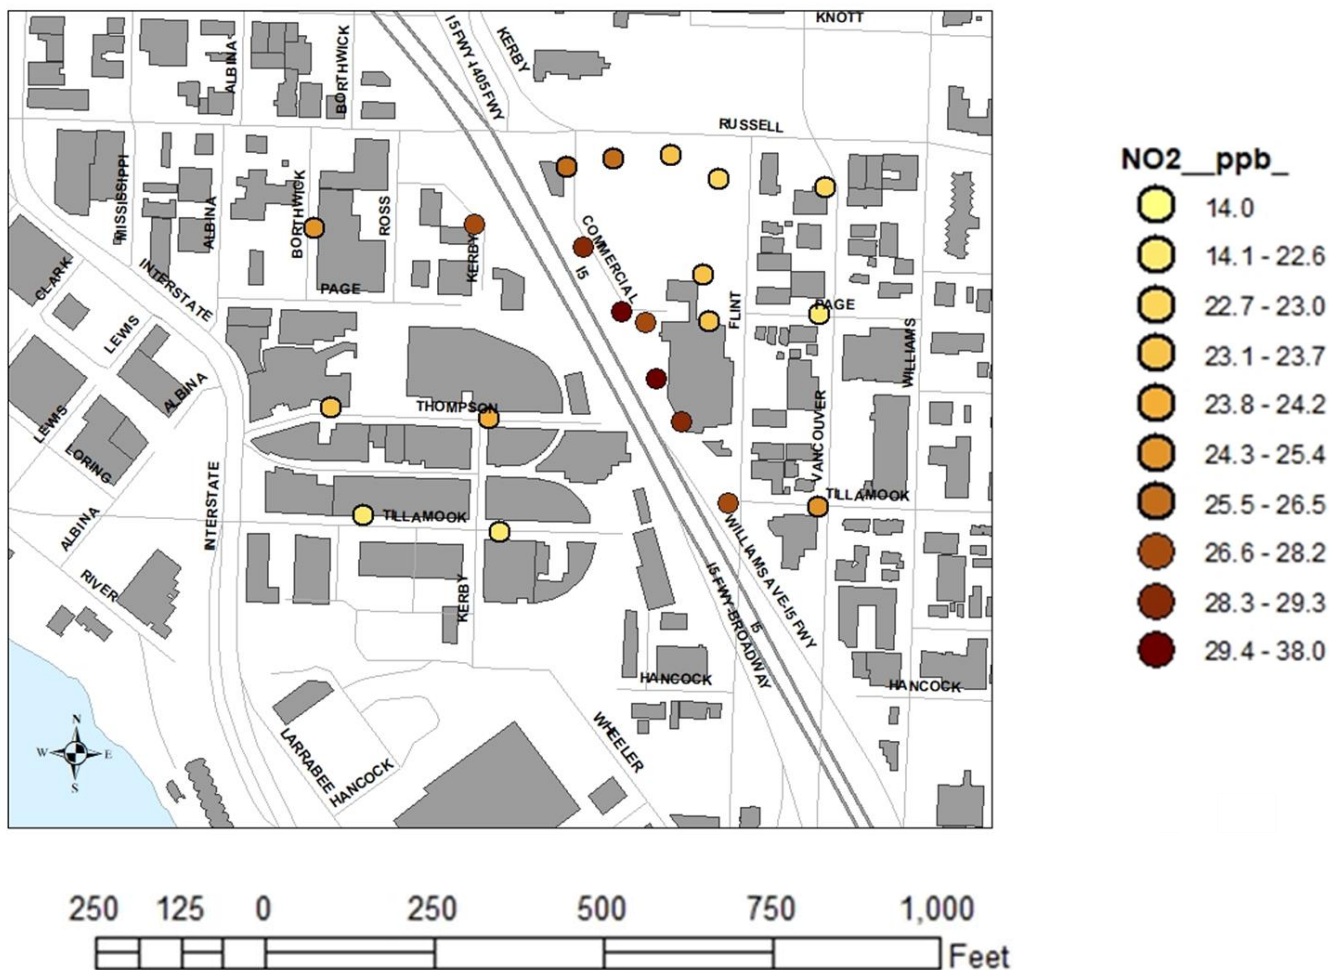 KNOTT
I5 FWY-I405 FWY
KERBY
ALBINA
BORTHWICK
RUSSELL
MISSISSIPPI
ALBINA
BORTHWICK
ROSS
KERBY
COMMERCIAL
I5
CLARK
INTERSTATE
PAGE
FLINT
PAGE
LEWIS
WILLIAMS
ALBINA
THOMPSON
LEWIS
VANCOUVER
LORING
INTERSTATE
TILLAMOOK
TILLAMOOK
ALBINA
WILLIAMS AVE-I5 FWY
RIVER
KERBY
I5 FWY-BROADWAY
I5
HANCOCK
HANCOCK
N
W E
S
LARRABEE
HANCOCK
WHEELER
NO2__ppb_
14.0
14.1 - 22.6
22.7 - 23.0
23.1 - 23.7
23.8 - 24.2
24.3 - 25.4
25.5 - 26.5
26.6 - 28.2
28.3 - 29.3
29.4 - 38.0
250 125 0 250 500 750 1,000
Feet